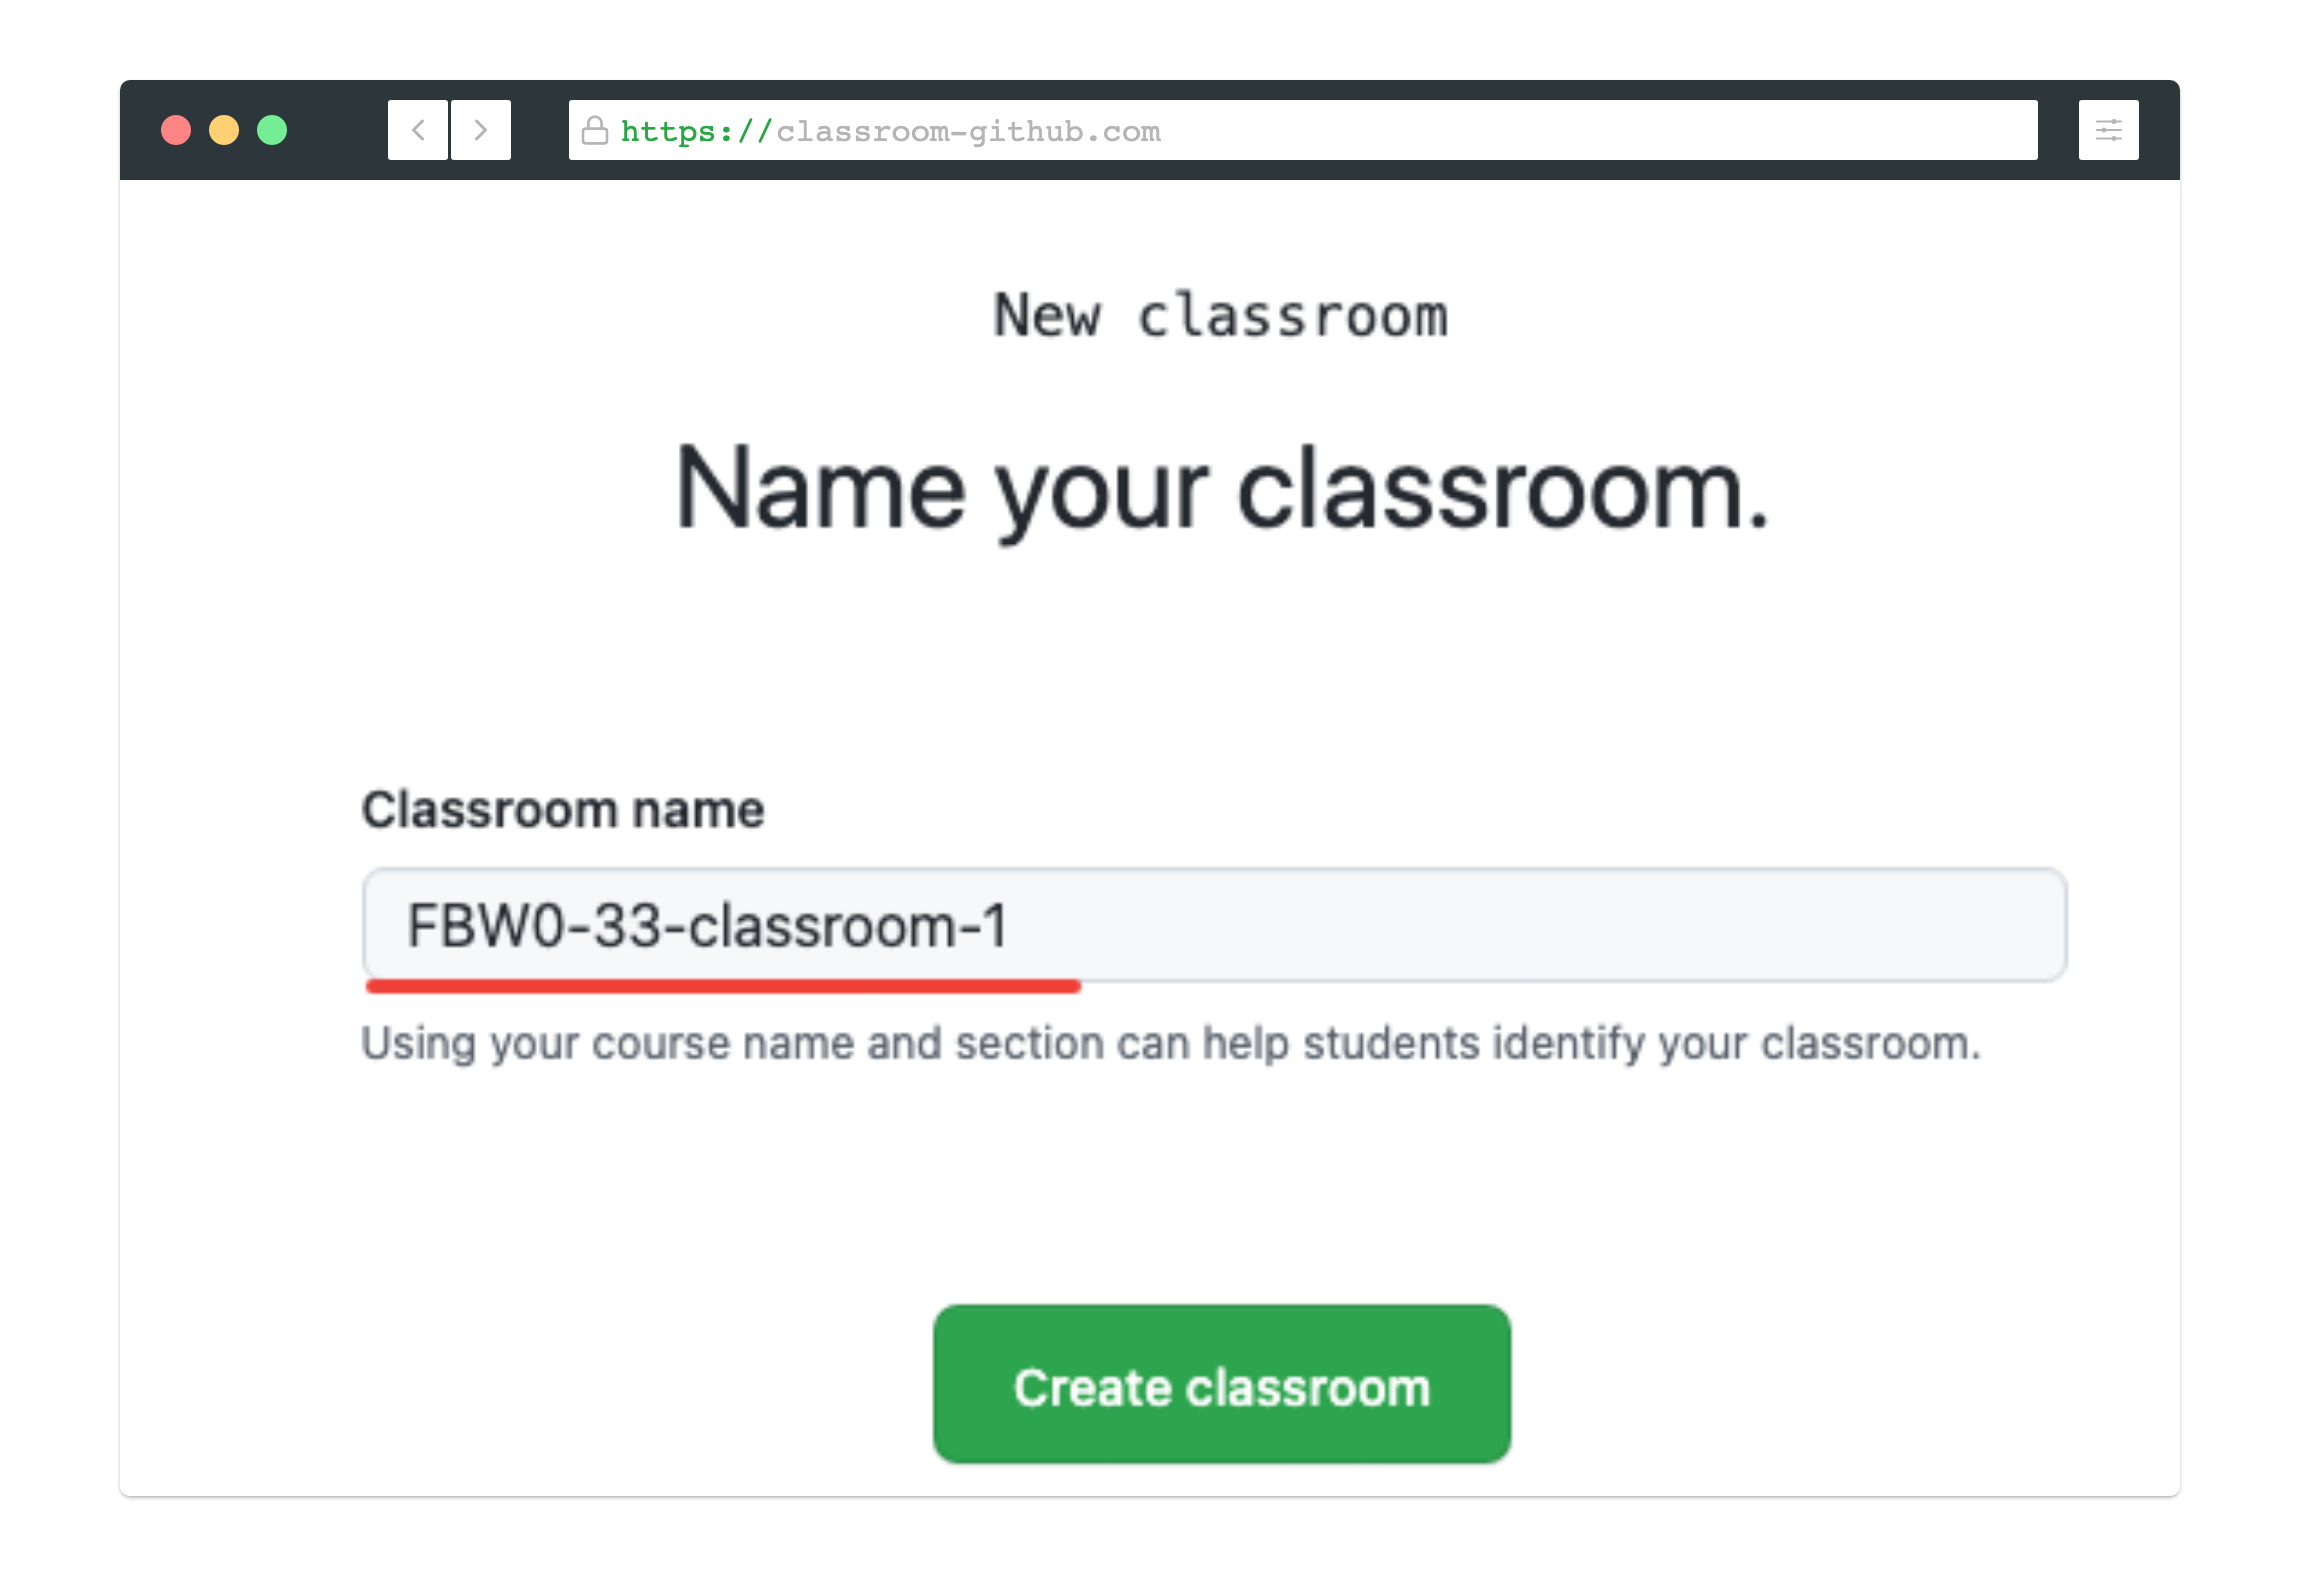 https://classroom-github.com
New classroom
Name your classroom.
Classroom name
FBW0-33-classroom-1
Using your course name and section can help students identify your classroom.
Create classroom